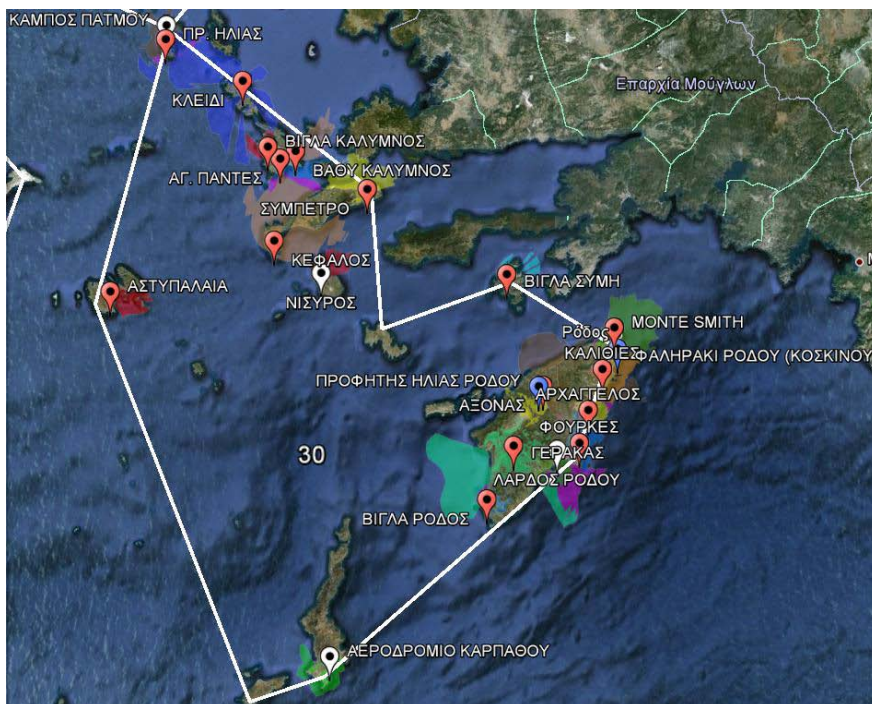 ΚΑΜΠΟΣ ΠΑΤΜΟΥ
ΠΡ. ΗΛΙΑΣ
ΚΛΕΙΔΙ
Επαρχία Μούγλων
ΒΙΓΛΑ ΚΑΛΥΜΝΟΣ
ΑΓ. ΠΑΝΤΕΣ
ΒΑΘΥ ΚΑΛΥΜΝΟΣ
ΣΥΜΠΕΤΡΟ
ΚΕΦΑΛΟΣ
ΝΙΣΥΡΟΣ
ΑΣΤΥΠΑΛΑΙΑ
ΒΙΓΛΑ ΣΥΜΗ
MONTE SMITH
Ρόδος
ΚΑΛΙΘΙΕΣ
ΦΑΛΗΡΑΚΙ ΡΟΔΟΥ (ΚΟΣΚΙΝΟΥ
ΠΡΟΦΗΤΗΣ ΗΛΙΑΣ ΡΟΔΟΥ
ΑΡΧΑΓΓΕΛΟΣ
ΑΞΟΝΑΣ
ΦΟΥΡΚΕΣ
30
ΓΕΡΑΚΑΣ
ΛΑΡΔΟΣ ΡΟΔΟΥ
ΒΙΓΛΑ ΡΟΔΟΣ
ΑΕΡΟΔΡΟΜΙΟ ΚΑΡΠΑΘΟΥ